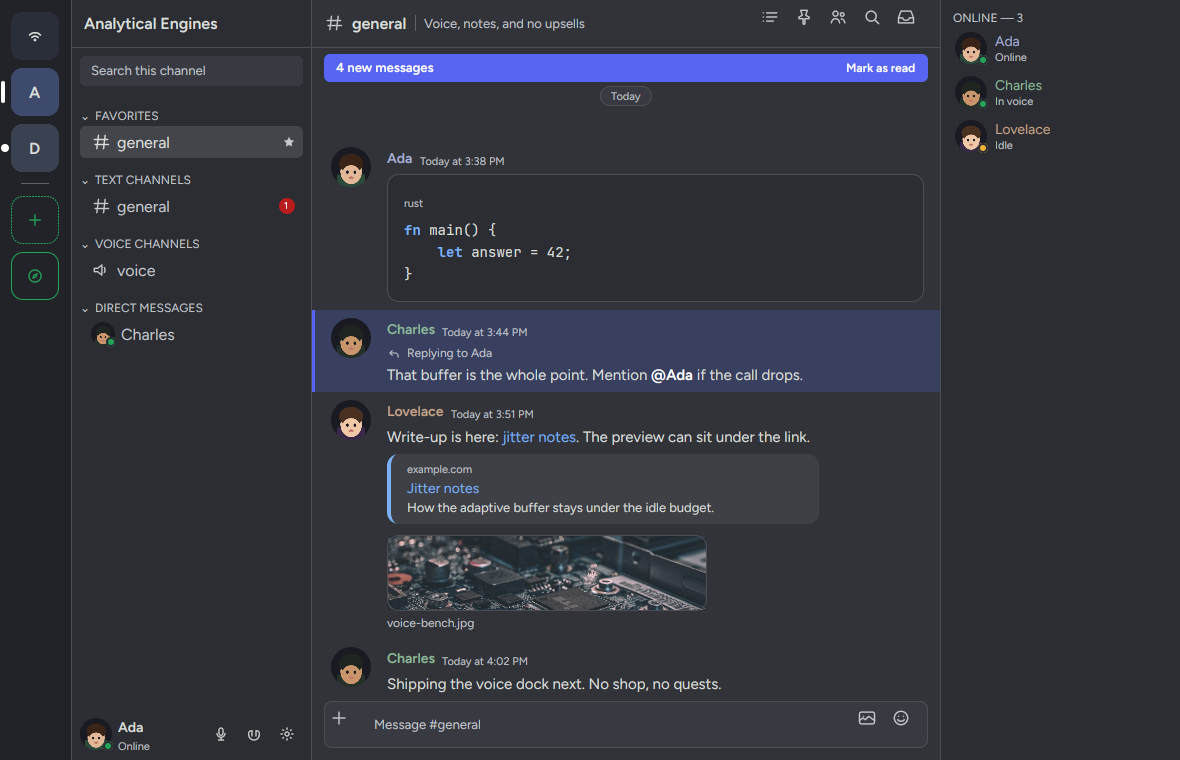 A
D
Analytical Engines
Search this channel
FAVORITES
general
TEXT CHANNELS
general
1
VOICE CHANNELS
voice
DIRECT MESSAGES
Charles
Ada
Online
# general
Voice, notes, and no upsells
4 new messages
Mark as read
Today
Ada Today at 3:38 PM
rust
fn main() {
let answer = 42;
}
Charles Today at 3:44 PM
Replying to Ada
That buffer is the whole point. Mention @Ada if the call drops.
Lovelace Today at 3:51 PM
Write-up is here: jitter notes. The preview can sit under the link.
example.com
Jitter notes
How the adaptive buffer stays under the idle budget.
voice-bench.jpg
Charles Today at 4:02 PM
Shipping the voice dock next. No shop, no quests.
Message #general
ONLINE — 3
Ada
Online
Charles
In voice
Lovelace
Idle